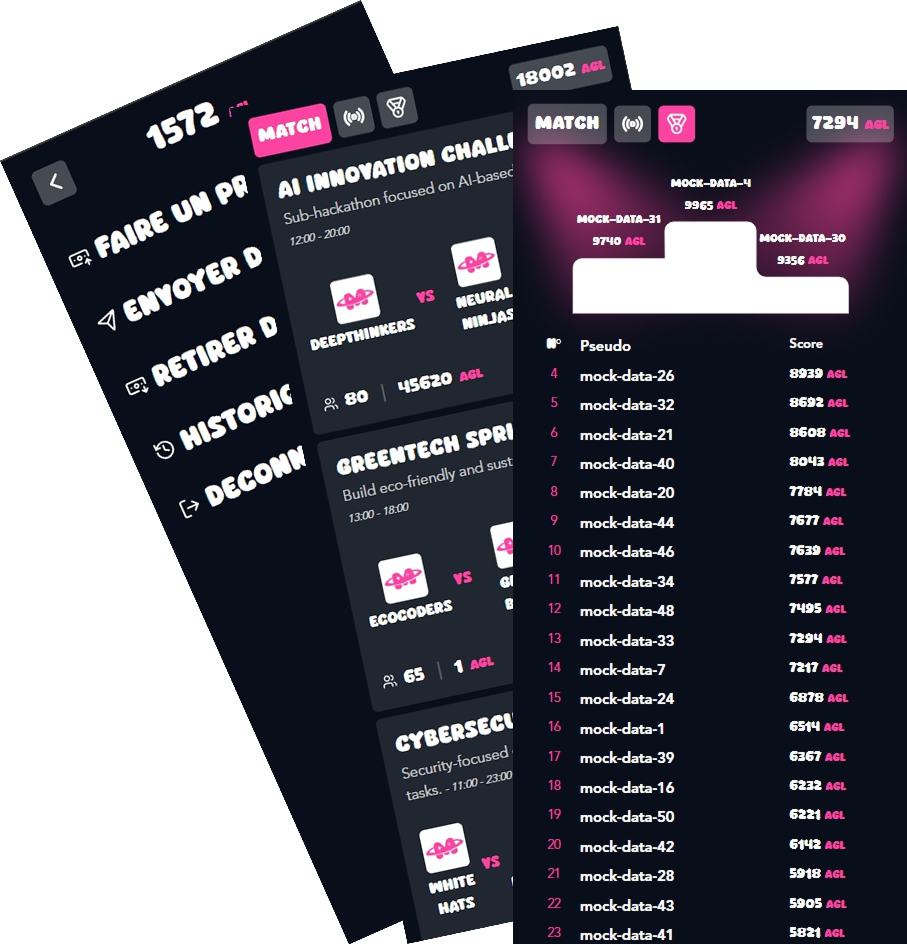 1572
FAIRE UN PR
ENVOYER D
RETIRER D
HISTORIQ
DECONN
MATCH
18002 AGL
AI INNOVATION CHALLE
Sub-hackathon focused on AI-based
12:00 - 20:00
DEEPTHINKERS
VS
NEURAL
NINJAS
80 | 45620 AGL
GREENTECH SPRI
Build eco-friendly and sust
13:00 - 18:00
ECOCODERS
VS
65 | 1 AGL
CYBERSECU
Security-focused
tasks. - 11:00 - 23:00
WHITE
HATS
VS
MATCH
7294 AGL
MOCK-DATA-4
9965 AGL
MOCK-DATA-31
9740 AGL
MOCK-DATA-30
9356 AGL
N° Pseudo Score
4 mock-data-26 8939 AGL
5 mock-data-32 8692 AGL
6 mock-data-21 8608 AGL
7 mock-data-40 8043 AGL
8 mock-data-20 7784 AGL
9 mock-data-44 7677 AGL
10 mock-data-46 7639 AGL
11 mock-data-34 7577 AGL
12 mock-data-48 7495 AGL
13 mock-data-33 7294 AGL
14 mock-data-7 7217 AGL
15 mock-data-24 6878 AGL
16 mock-data-1 6514 AGL
17 mock-data-39 6367 AGL
18 mock-data-16 6232 AGL
19 mock-data-50 6221 AGL
20 mock-data-42 6142 AGL
21 mock-data-28 5918 AGL
22 mock-data-43 5905 AGL
23 mock-data-41 5821 AGL